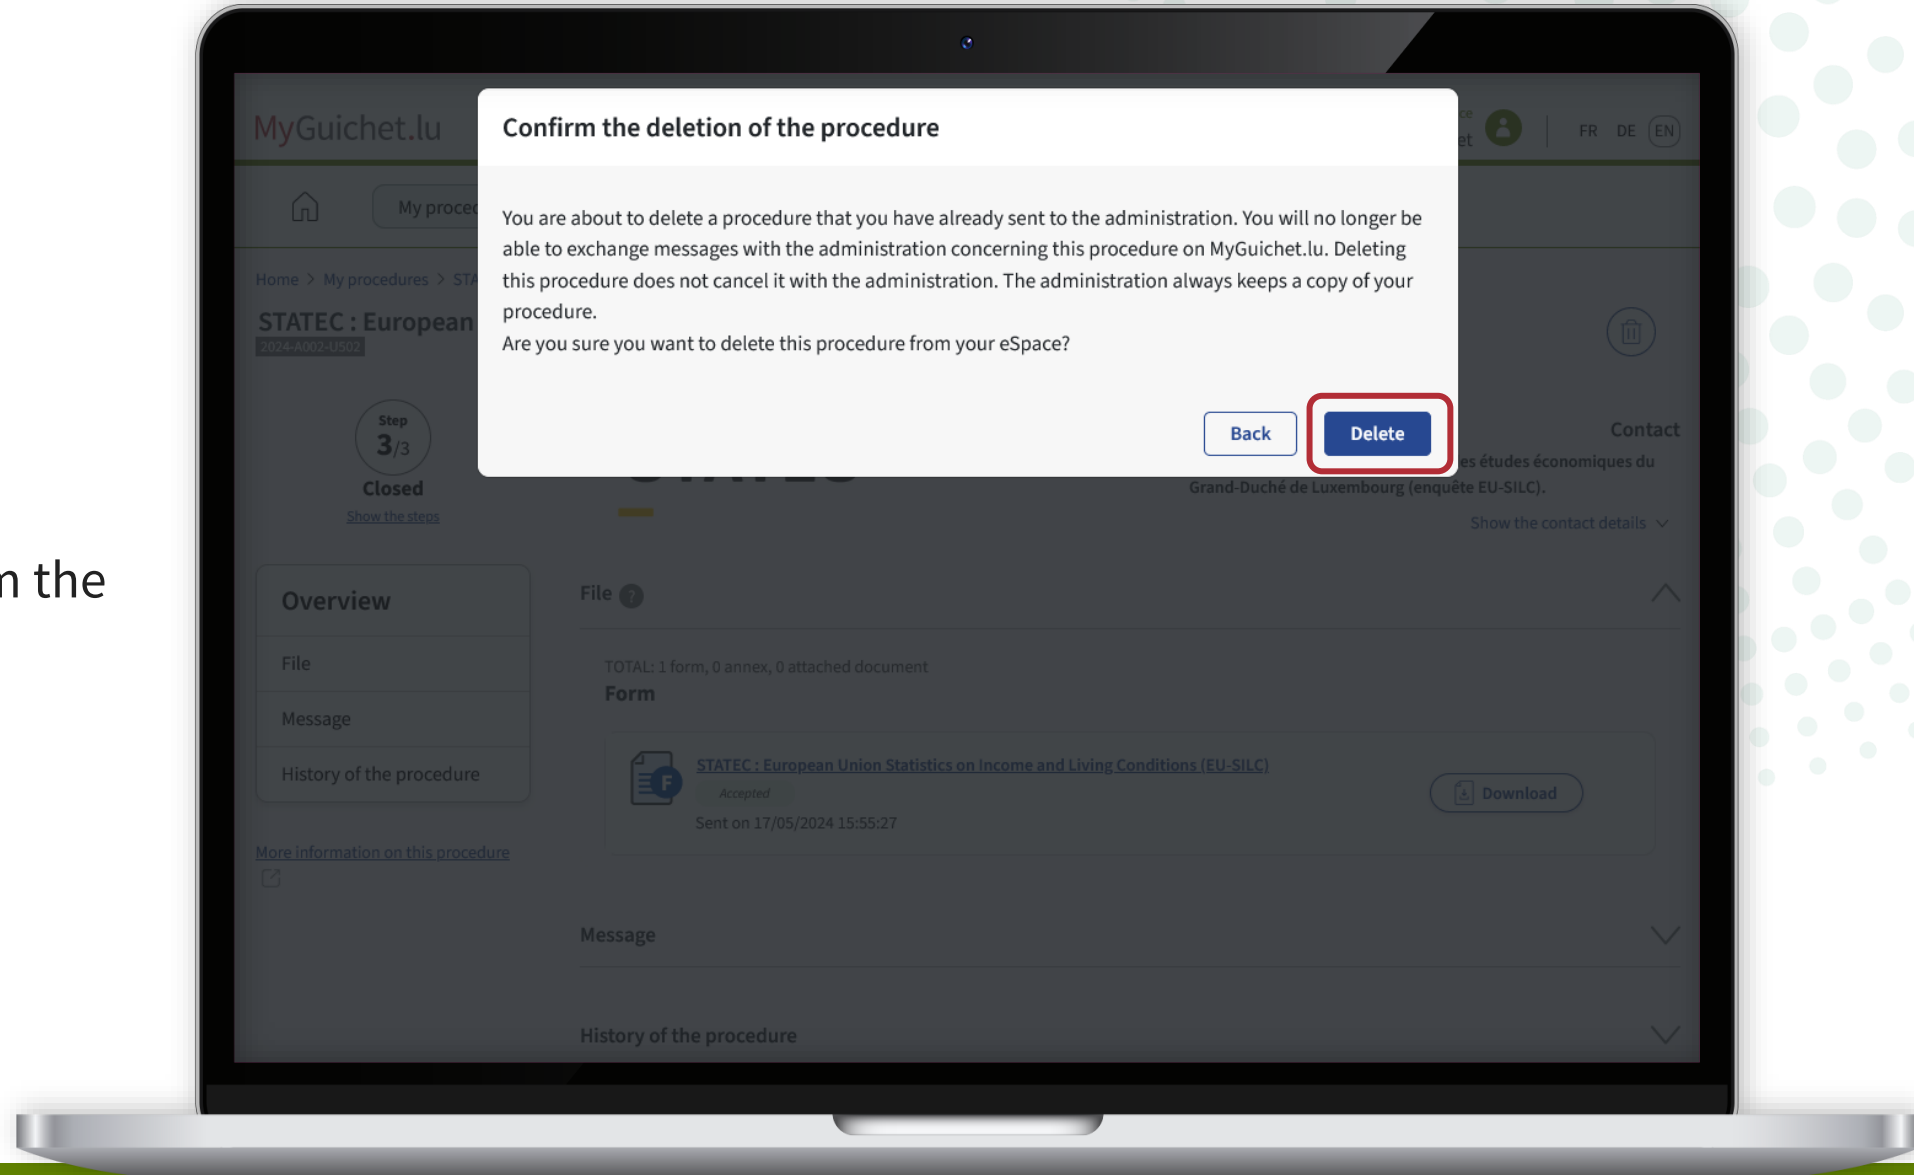 MyGuichet.lu
FR DE EN
My proced
Home > My procedures > STA
STATEC : European
2024-A002-U502
Step
3/3
Closed
Show the steps
Confirm the deletion of the procedure
You are about to delete a procedure that you have already sent to the administration. You will no longer be
able to exchange messages with the administration concerning this procedure on MyGuichet.lu. Deleting
this procedure does not cancel it with the administration. The administration always keeps a copy of your
procedure.
Are you sure you want to delete this procedure from your eSpace?
Back
Delete
Contact
es études économiques du
Grand-Duché de Luxembourg (enquête EU-SILC).
Show the contact details
m the
Overview
File
Message
History of the procedure
More information on this procedure
File ?
TOTAL: 1 form, 0 annex, 0 attached document
Form
F
STATEC : European Union Statistics on Income and Living Conditions (EU-SILC)
Accepted
Sent on 17/05/2024 15:55:27
Download
Message
History of the procedure